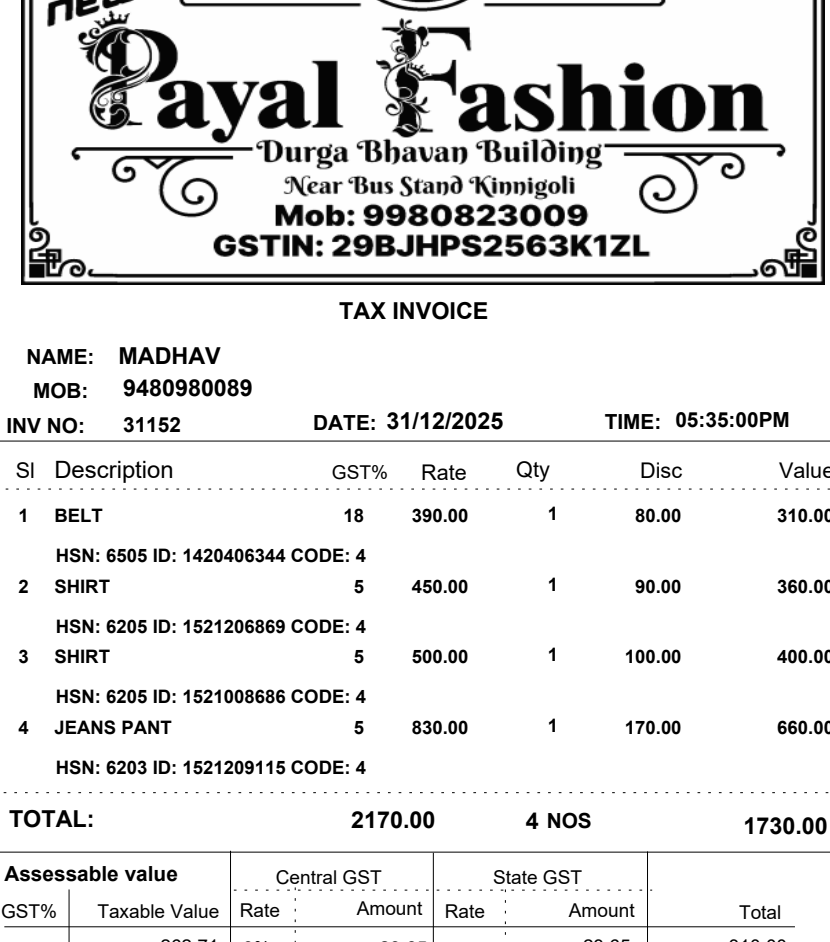 new
Payal Fashion
Durga Bhavan Building
Near Bus Stand Kinnigoli
Mob: 9980823009
GSTIN: 29BJHPS2563K1ZL
TAX INVOICE
NAME: MADHAV
MOB: 9480980089
INV NO: 31152 DATE: 31/12/2025 TIME: 05:35:00PM
Sl Description GST% Rate Qty Disc Value
1 BELT 18 390.00 1 80.00 310.00
HSN: 6505 ID: 1420406344 CODE: 4
2 SHIRT 5 450.00 1 90.00 360.00
HSN: 6205 ID: 1521206869 CODE: 4
3 SHIRT 5 500.00 1 100.00 400.00
HSN: 6205 ID: 1521008686 CODE: 4
4 JEANS PANT 5 830.00 1 170.00 660.00
HSN: 6203 ID: 1521209115 CODE: 4
TOTAL: 2170.00 4 NOS 1730.00
Assessable value Central GST State GST
GST% Taxable Value Rate Amount Rate Amount Total